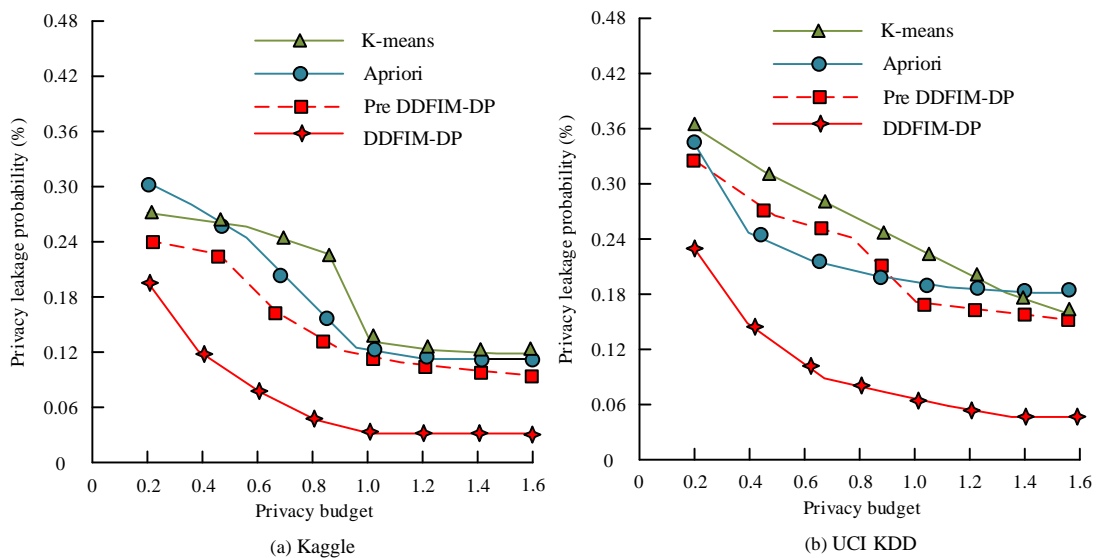 0.48
0.42
0.36
0.30
0.24
0.18
0.12
0.06
0
Privacy leakage probability (%)
K-means
Apriori
Pre DDFIM-DP
DDFIM-DP
0 0.2 0.4 0.6 0.8 1.0 1.2 1.4 1.6
Privacy budget
(a) Kaggle
0.48
0.42
0.36
0.30
0.24
0.18
0.12
0.06
0
Privacy leakage probability (%)
K-means
Apriori
Pre DDFIM-DP
DDFIM-DP
0 0.2 0.4 0.6 0.8 1.0 1.2 1.4 1.6
Privacy budget
(b) UCI KDD